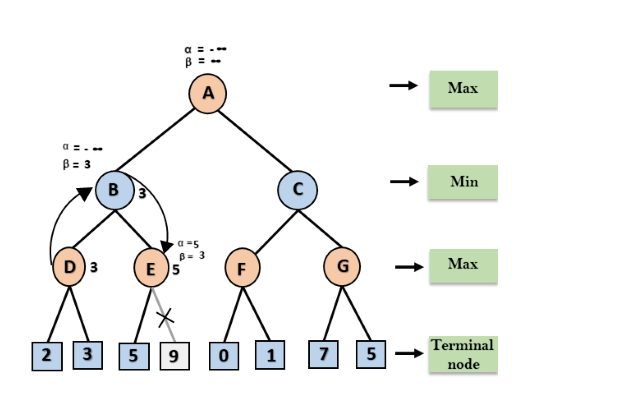 α = - ∞
β = ∞
A
Max
α = - ∞
β = 3
B
3
C
Min
α =5
β = 3
D
3
E
5
F
G
Max
2
3
5
9
0
1
7
5
Terminal
node